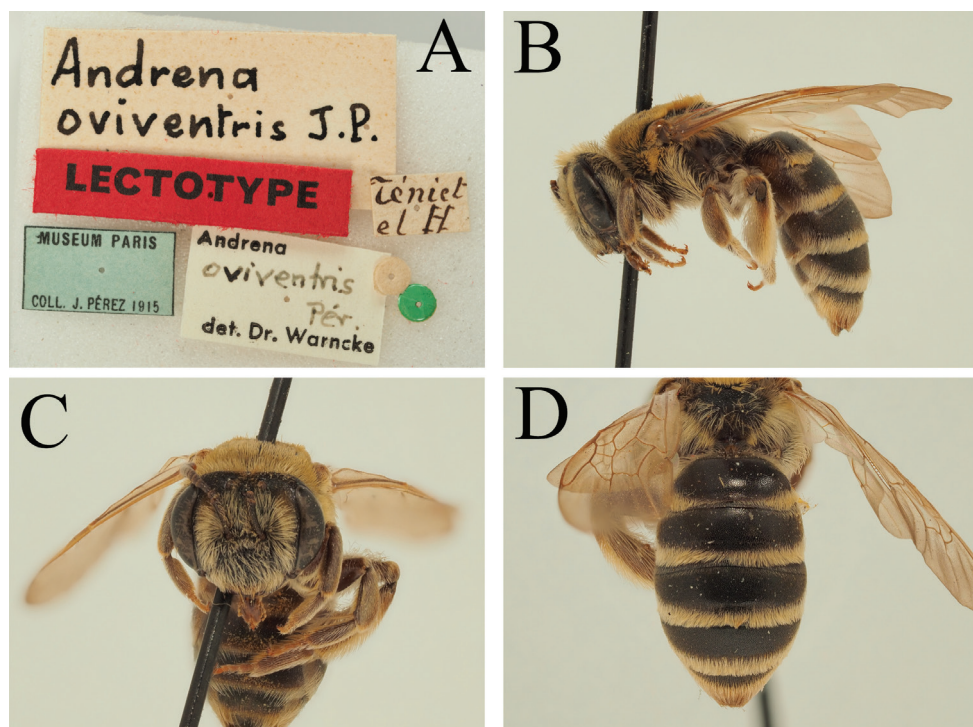 A
Andrena
oviventris J.P.
LECTOTYPE
Téniet
el H
MUSEUM PARIS
COLL. J. PÉREZ 1915
Andrena
oviventris
Pér.
det. Dr. Warncke
B
C
D